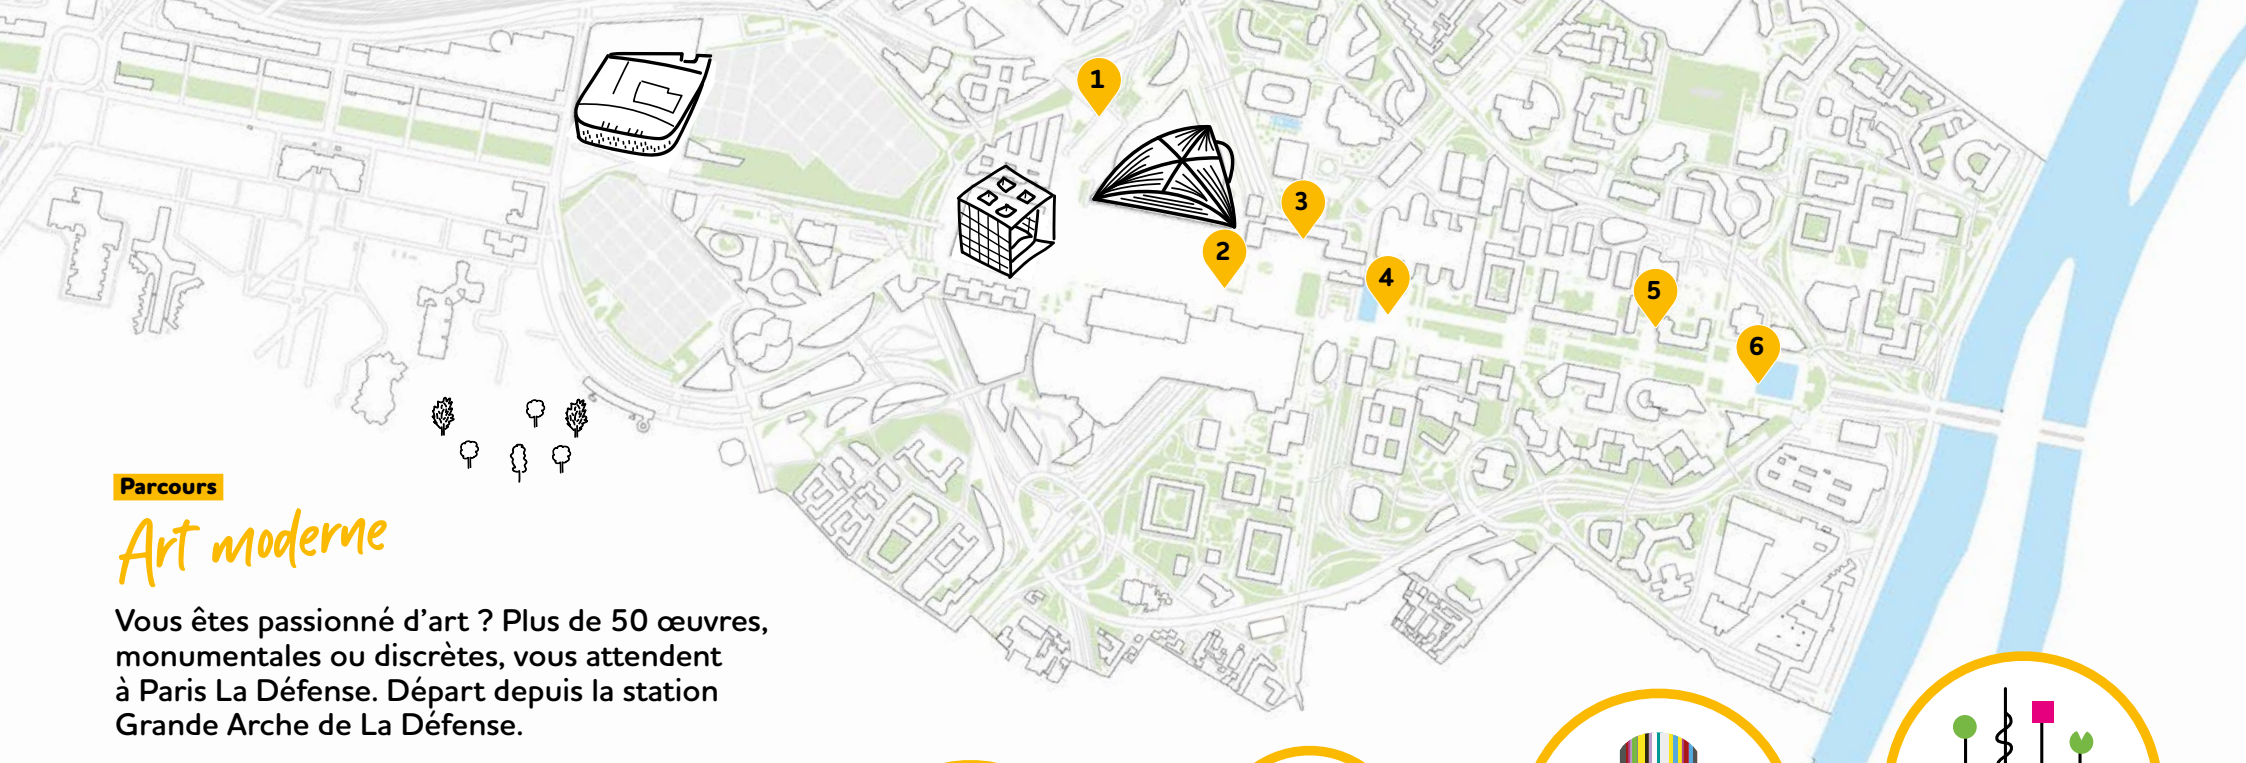 1
2
3
4
5
6
Parcours
Art moderne
Vous êtes passionné d’art ? Plus de 50 œuvres,
monumentales ou discrètes, vous attendent
à Paris La Défense. Départ depuis la station
Grande Arche de La Défense.